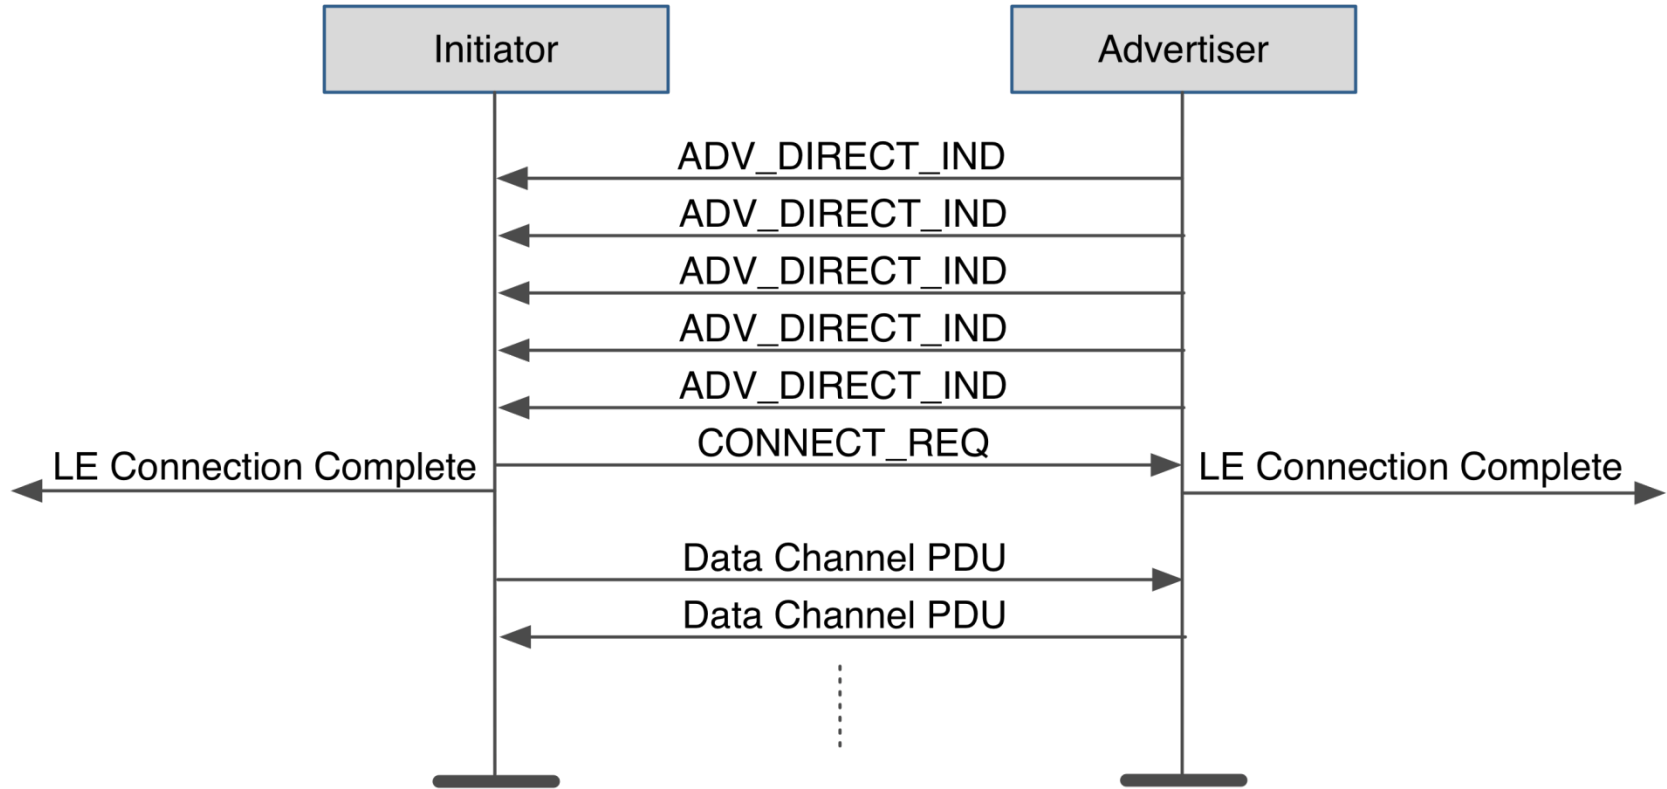 Initiator
Advertiser
ADV_DIRECT_IND
ADV_DIRECT_IND
ADV_DIRECT_IND
ADV_DIRECT_IND
ADV_DIRECT_IND
CONNECT_REQ
LE Connection Complete
LE Connection Complete
Data Channel PDU
Data Channel PDU